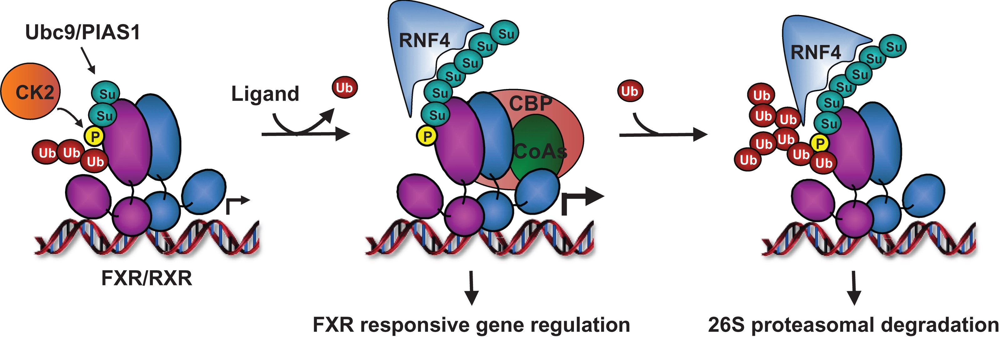 Ubc9/PIAS1
CK2
Su
Su
P
Ub
Ub
Ub
FXR/RXR
Ligand
Ub
RNF4
Su
Su
Su
Su
Su
Su
P
CBP
CoAs
FXR responsive gene regulation
Ub
RNF4
Su
Su
Su
Su
Su
Su
P
Ub
Ub
Ub
Ub
Ub
Ub
Ub
Ub
26S proteasomal degradation